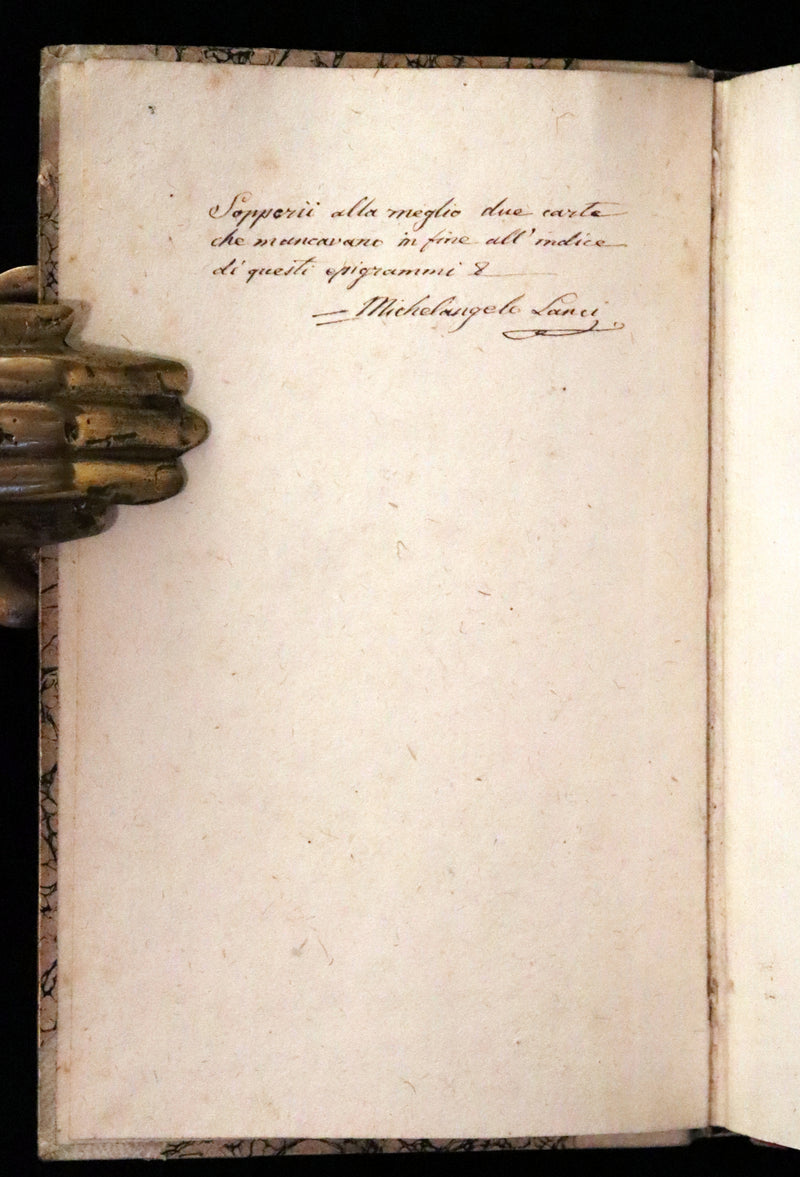 Sopperii alla meglio due carte
che mancavano in fine all' indice
di questi epigrammi &
— Michelangelo Lanci